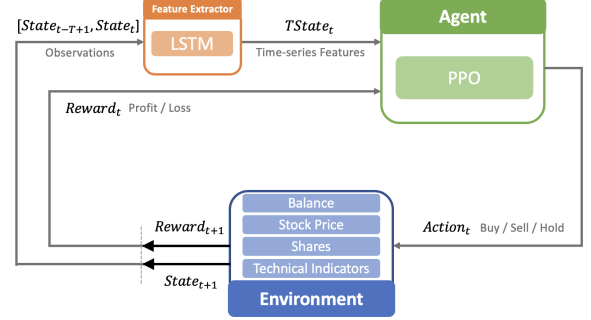 Feature Extractor
LSTM
[State_{t−T+1}, State_t]
Observations
TState_t
Time-series Features
Agent
PPO
Reward_t Profit / Loss
Balance
Stock Price
Shares
Technical Indicators
Environment
Reward_{t+1}
State_{t+1}
Action_t Buy / Sell / Hold